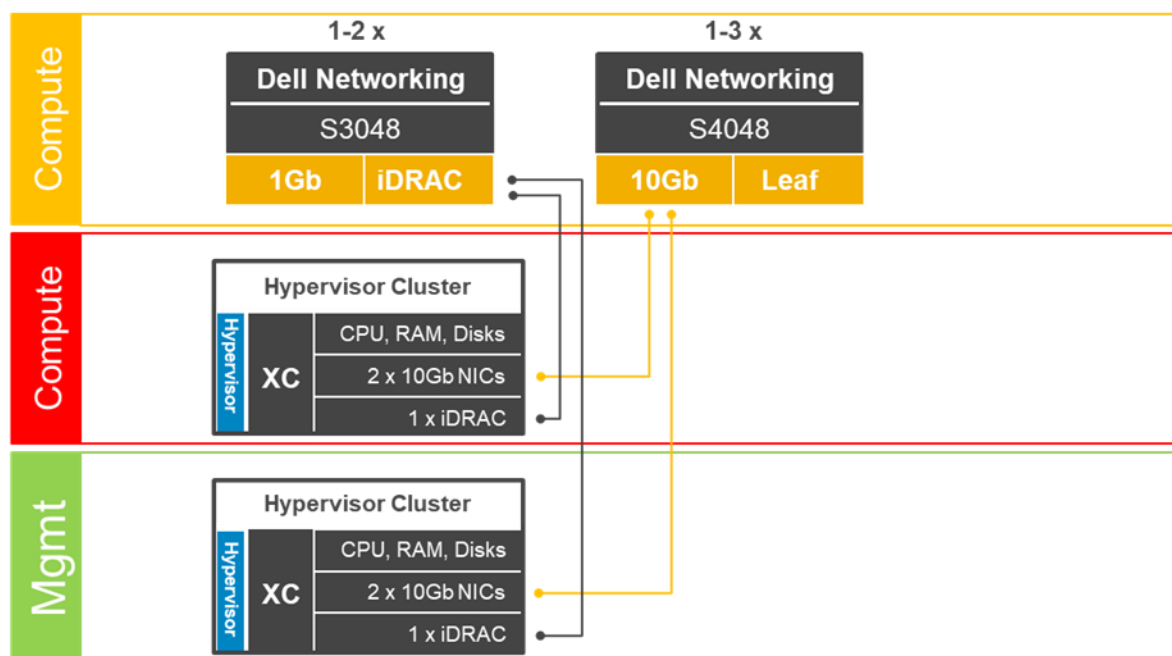 Compute
1-2 x
Dell Networking
S3048
1Gb
iDRAC
1-3 x
Dell Networking
S4048
10Gb
Leaf
Compute
Hypervisor Cluster
Hypervisor
XC
CPU, RAM, Disks
2 x 10Gb NICs
1 x iDRAC
Mgmt
Hypervisor Cluster
Hypervisor
XC
CPU, RAM, Disks
2 x 10Gb NICs
1 x iDRAC